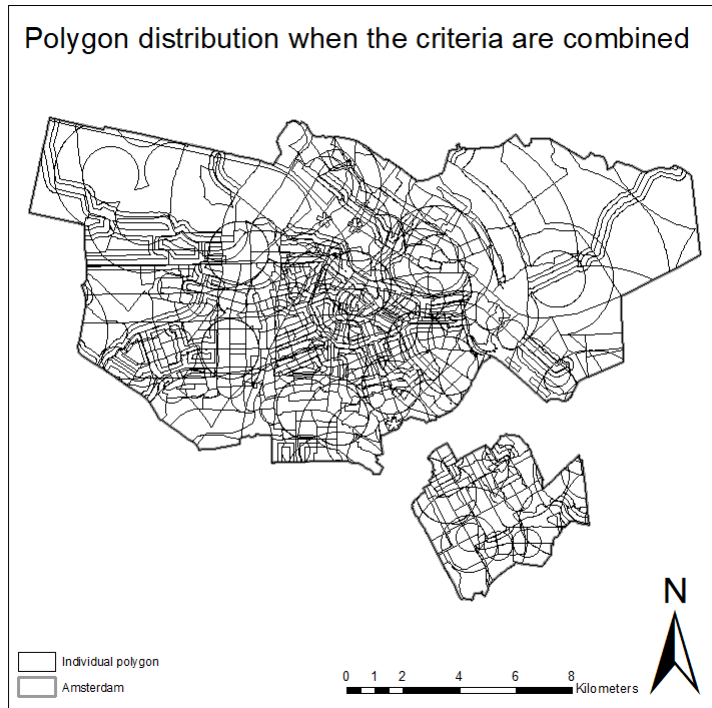 Polygon distribution when the criteria are combined
N
Individual polygon
Amsterdam
0 1 2 4 6 8
Kilometers